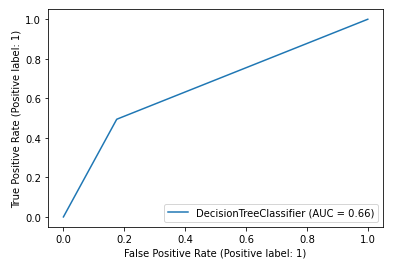 1.0
0.8
0.6
0.4
0.2
0.0
True Positive Rate (Positive label: 1)
DecisionTreeClassifier (AUC = 0.66)
0.0 0.2 0.4 0.6 0.8 1.0
False Positive Rate (Positive label: 1)